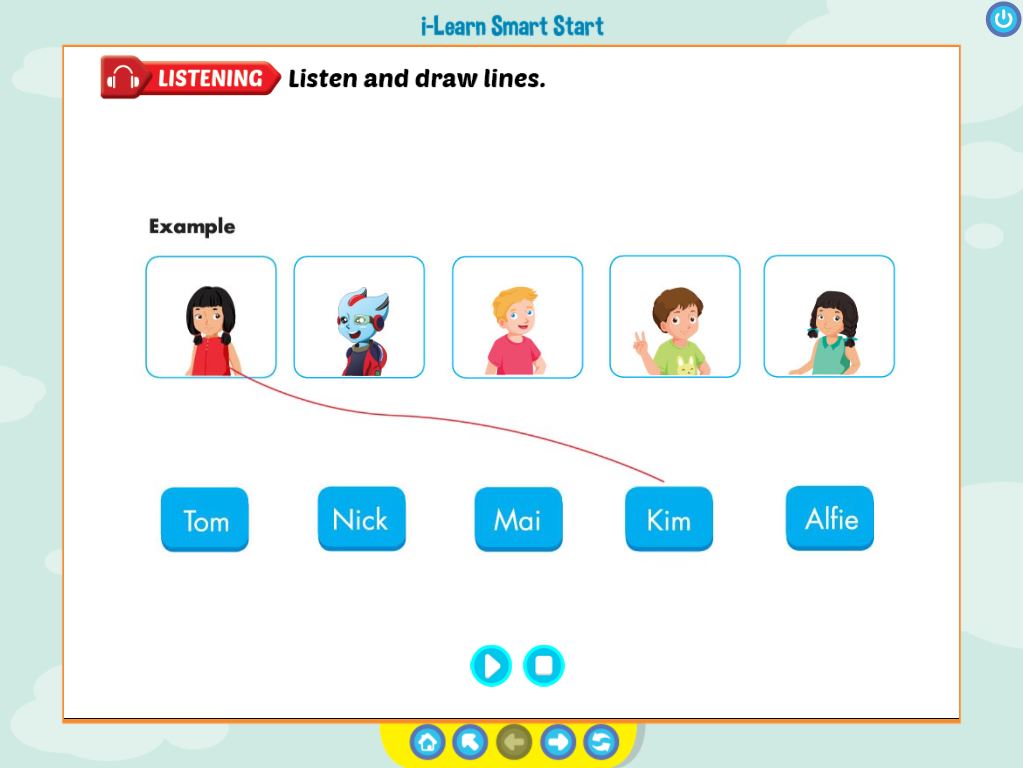 i-Learn Smart Start
LISTENING Listen and draw lines.
Example
Tom Nick Mai Kim Alfie